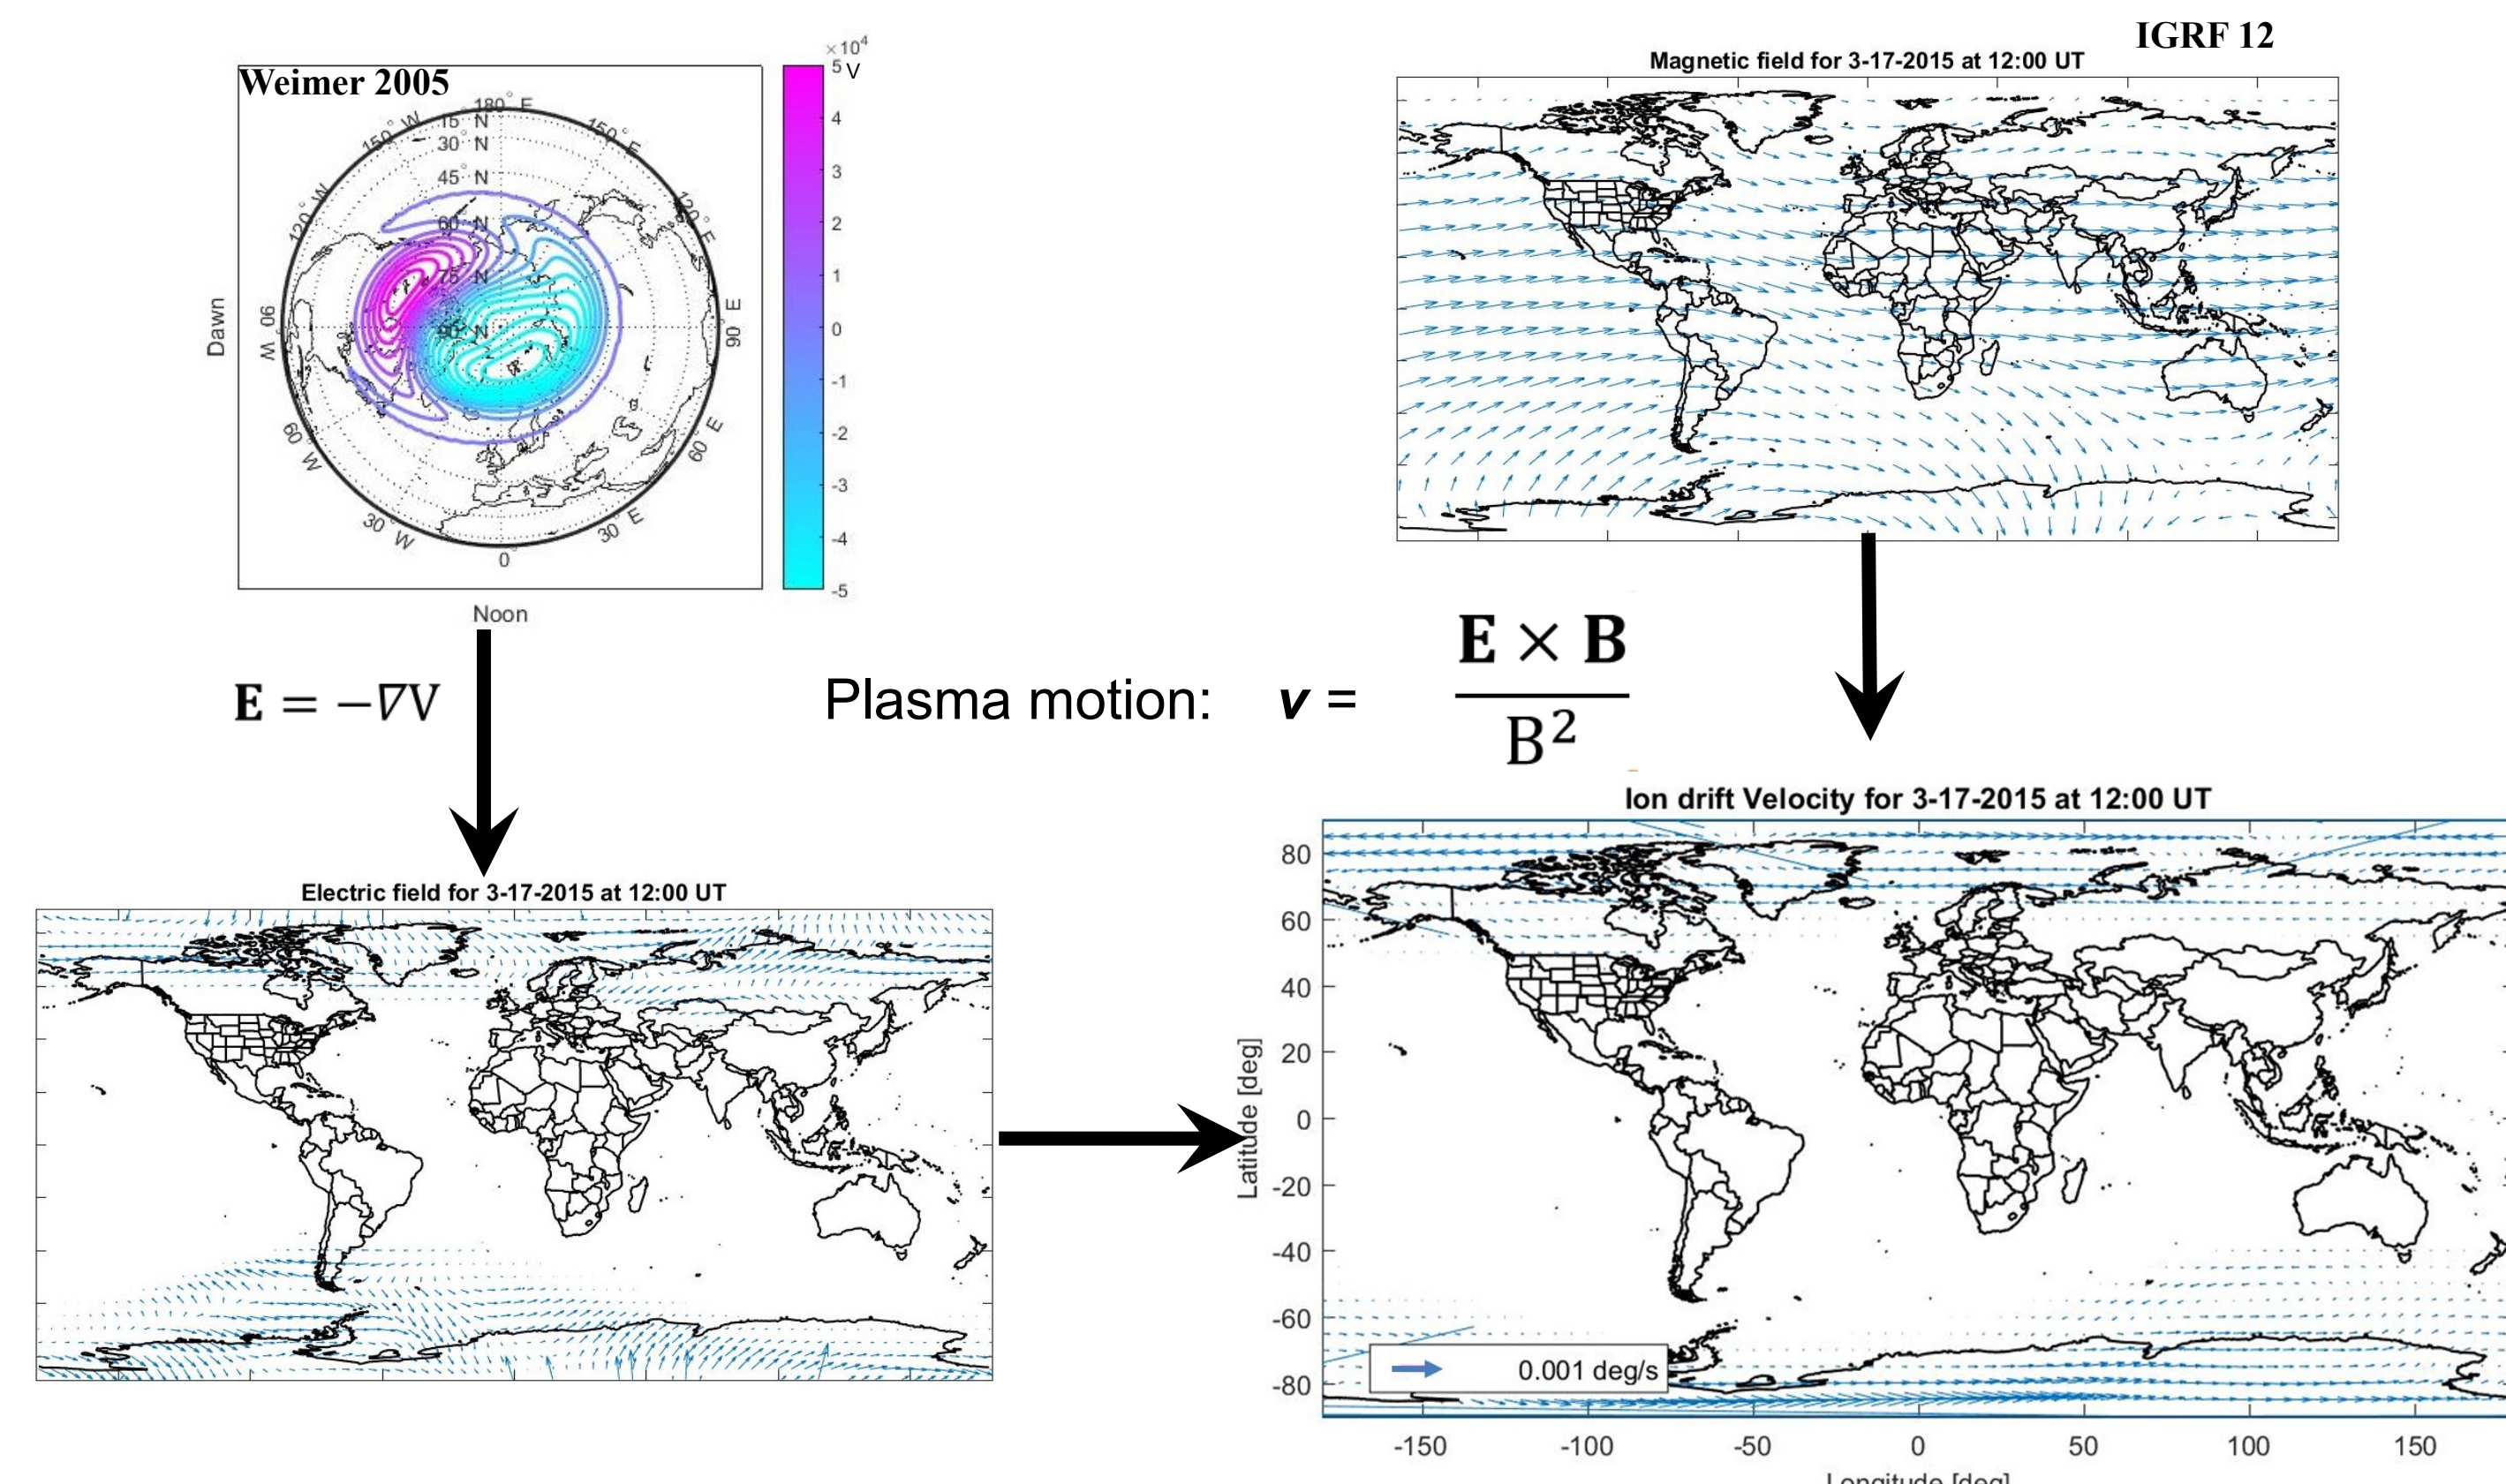 Weimer 2005
×10⁴
5 V
4
3
2
1
0
-1
-2
-3
-4
-5
180° E
15° N
30° N
45° N
60° N
75° N
90° N
150° W
150° E
120° W
120° E
90 W
90 E
60 W
60 E
30 W
30 E
0°
Dawn
Noon
IGRF 12
Magnetic field for 3-17-2015 at 12:00 UT
E = −∇V
Plasma motion: v = E × B
B²
Electric field for 3-17-2015 at 12:00 UT
Ion drift Velocity for 3-17-2015 at 12:00 UT
80
60
40
20
0
-20
-40
-60
-80
Latitude [deg]
0.001 deg/s
-150 -100 -50 0 50 100 150
Longitude [deg]